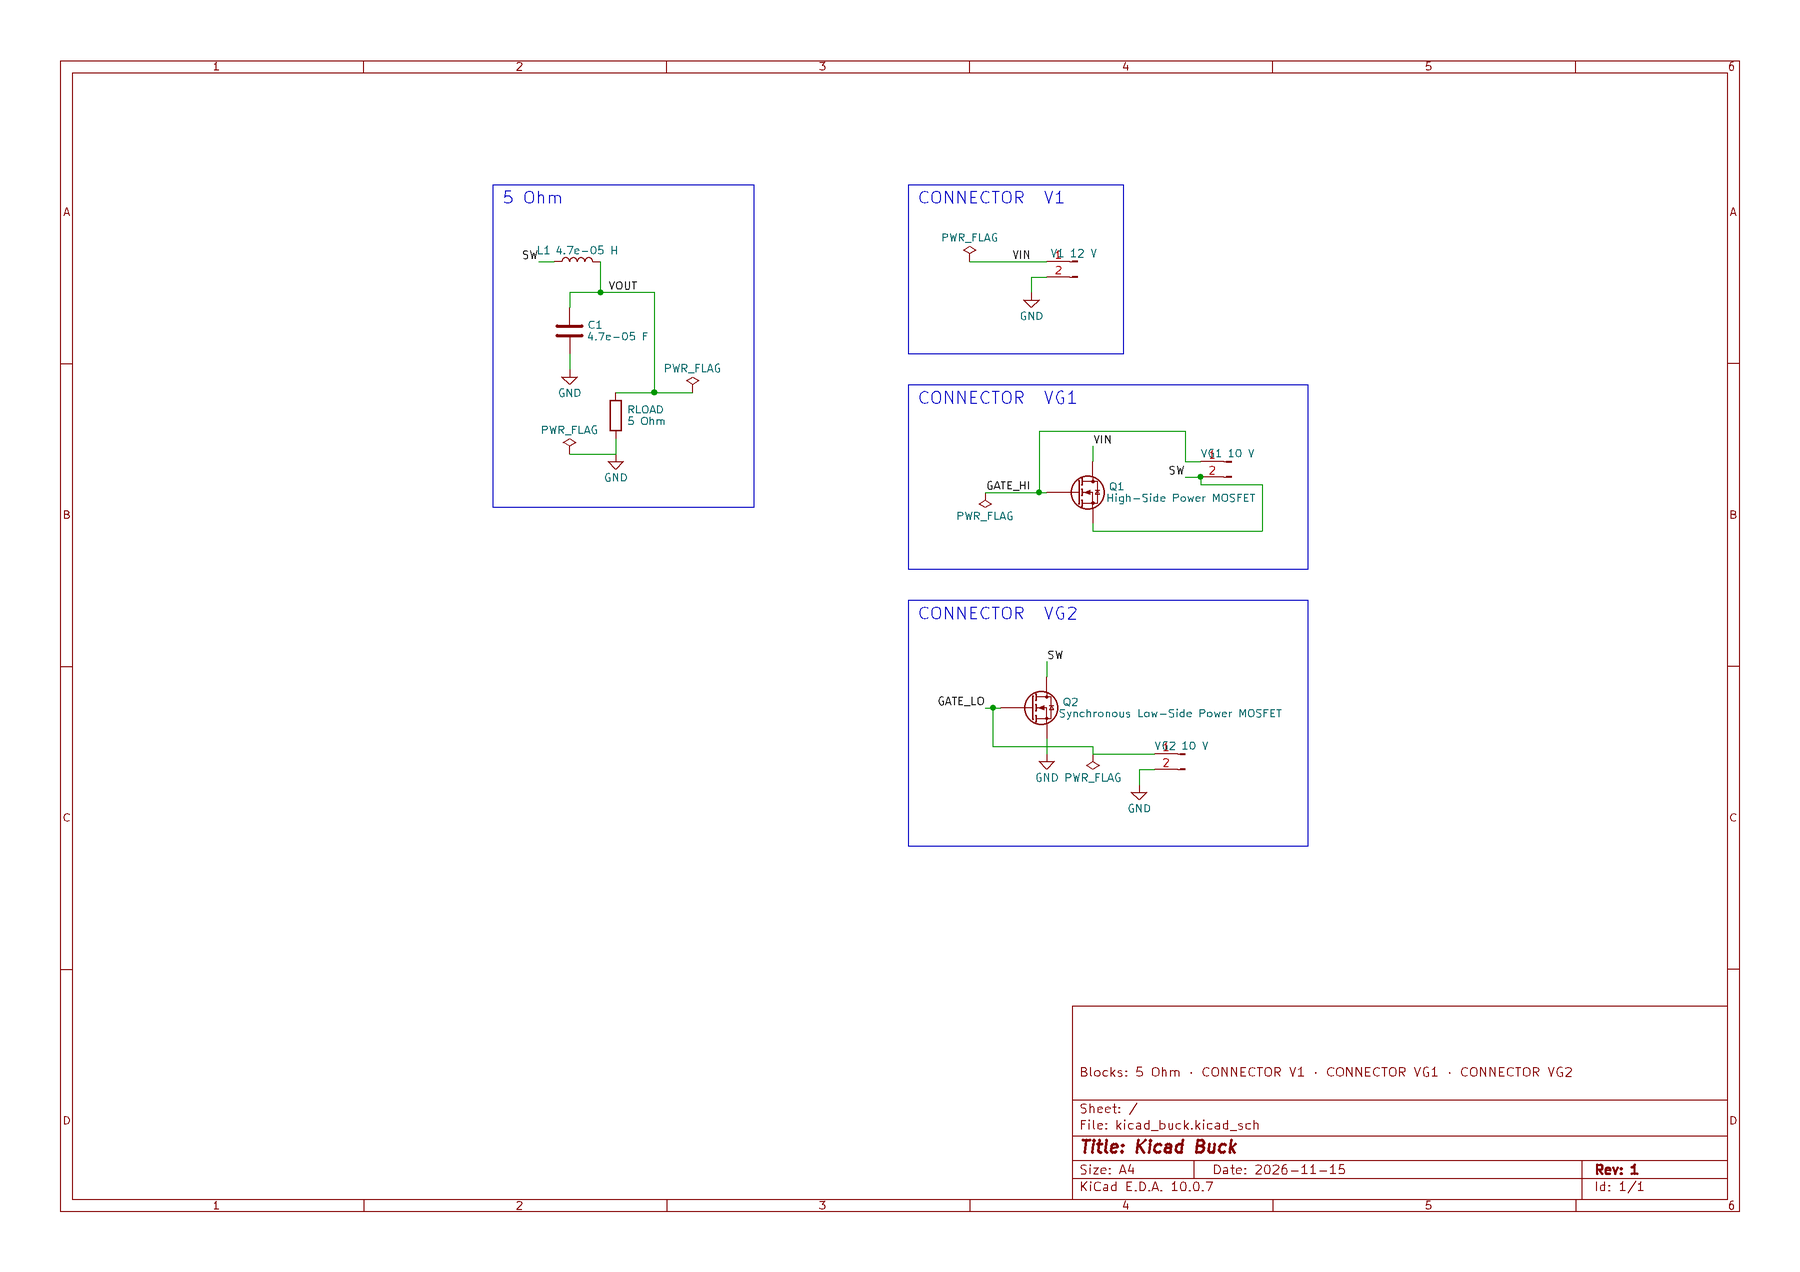 1 2 3 4 5 6
A A
5 Ohm
CONNECTOR V1
PWR_FLAG
SW
L1 4.7e-05 H
VIN
V1 12 V
1
2
VOUT
GND
C1
4.7e-05 F
PWR_FLAG
GND
RLOAD
5 Ohm
PWR_FLAG
GND
CONNECTOR VG1
VIN
VG1 10 V
1
SW
2
GATE_HI
Q1
High-Side Power MOSFET
PWR_FLAG
B B
CONNECTOR VG2
SW
GATE_LO
Q2
Synchronous Low-Side Power MOSFET
VG2 10 V
1
2
GND PWR_FLAG
GND
C C
Blocks: 5 Ohm · CONNECTOR V1 · CONNECTOR VG1 · CONNECTOR VG2
Sheet: /
File: kicad_buck.kicad_sch
D D
Title: Kicad Buck
Size: A4 Date: 2026-11-15 Rev: 1
KiCad E.D.A. 10.0.7 Id: 1/1
1 2 3 4 5 6